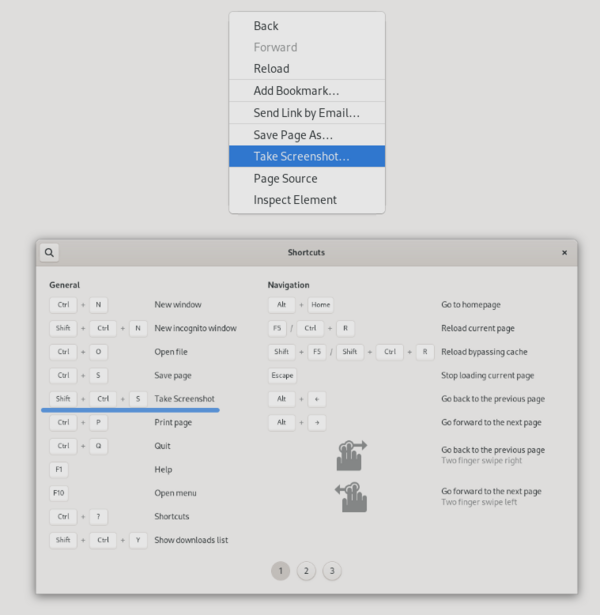 Back
Forward
Reload
Add Bookmark...
Send Link by Email...
Save Page As...
Take Screenshot...
Page Source
Inspect Element
Shortcuts ×
General
Ctrl + N New window
Shift + Ctrl + N New incognito window
Ctrl + O Open file
Ctrl + S Save page
Shift + Ctrl + S Take Screenshot
Ctrl + P Print page
Ctrl + Q Quit
F1 Help
F10 Open menu
Ctrl + ? Shortcuts
Shift + Ctrl + Y Show downloads list
Navigation
Alt + Home Go to homepage
F5 / Ctrl + R Reload current page
Shift + F5 / Shift + Ctrl + R Reload bypassing cache
Escape Stop loading current page
Alt + ← Go back to the previous page
Alt + → Go forward to the next page
Go back to the previous page
Two finger swipe right
Go forward to the next page
Two finger swipe left
1 2 3